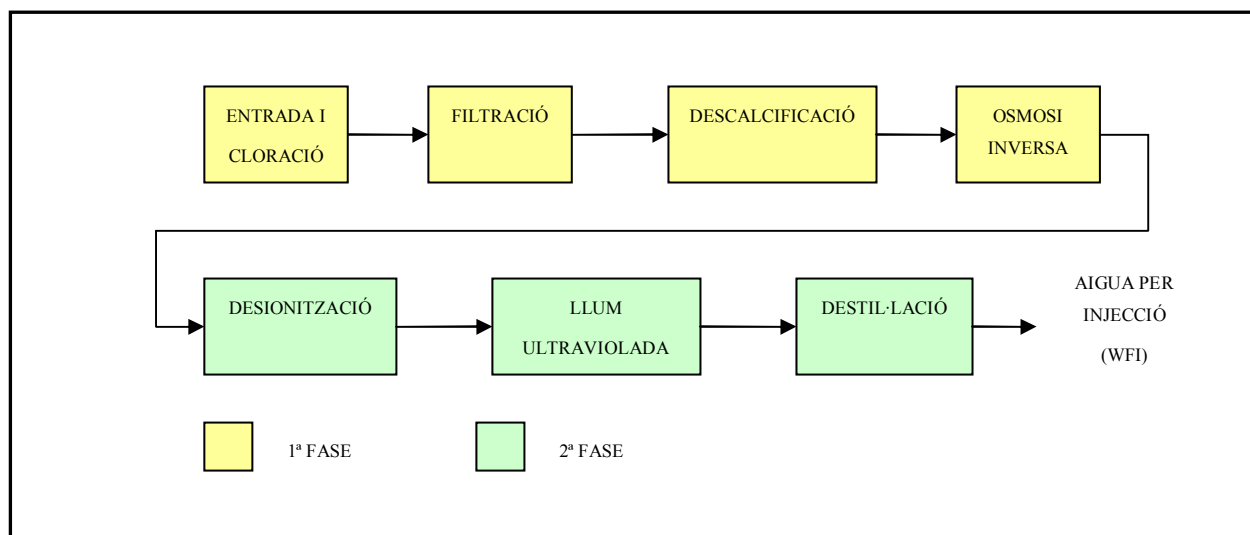 ENTRADA I
CLORACIÓ
FILTRACIÓ
DESCALCIFICACIÓ
OSMOSI
INVERSA
DESIONITZACIÓ
LLUM
ULTRAVIOLADA
DESTIL·LACIÓ
AIGUA PER
INJECCIÓ
(WFI)
1ª FASE
2ª FASE